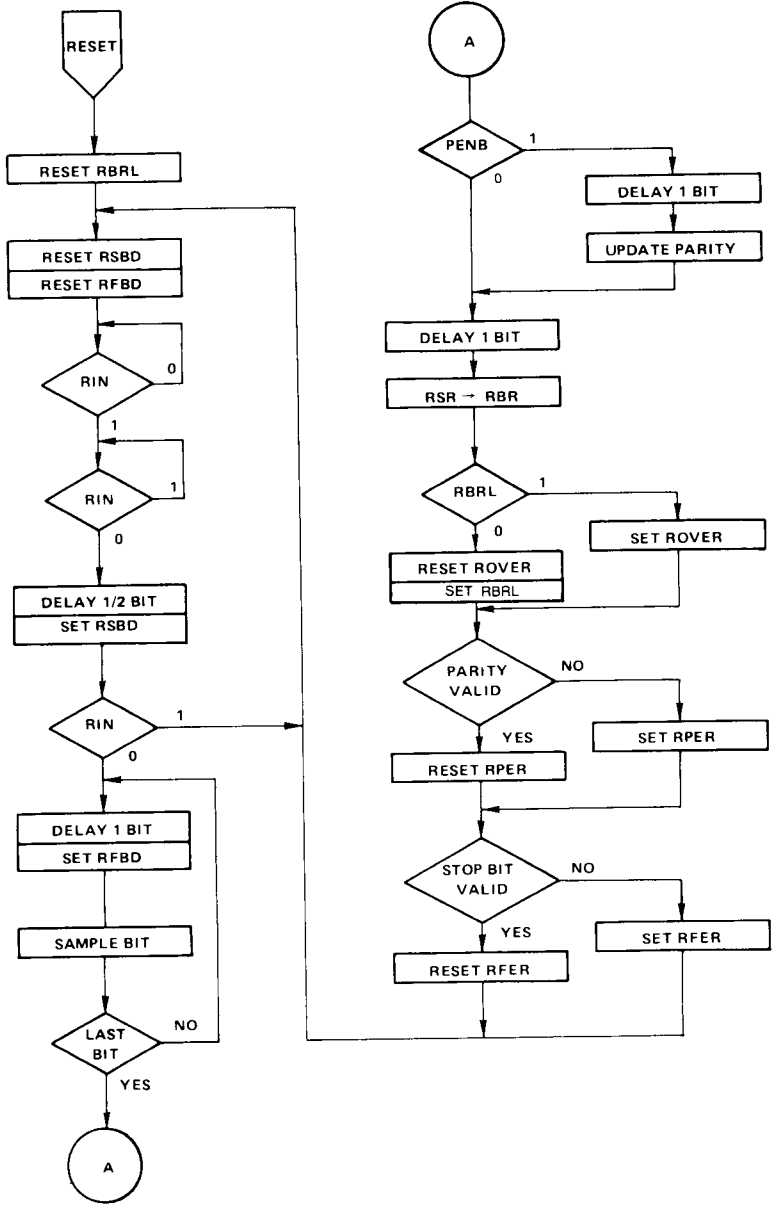 RESET
RESET RBRL
RESET RSBD
RESET RFBD
RIN
0
1
RIN
1
0
DELAY 1/2 BIT
SET RSBD
RIN
1
0
DELAY 1 BIT
SET RFBD
SAMPLE BIT
LAST
BIT
NO
YES
A
A
PENB
1
0
DELAY 1 BIT
UPDATE PARITY
DELAY 1 BIT
RSR → RBR
RBRL
1
0
SET ROVER
RESET ROVER
SET RBRL
PARITY
VALID
NO
YES
SET RPER
RESET RPER
STOP BIT
VALID
NO
YES
SET RFER
RESET RFER